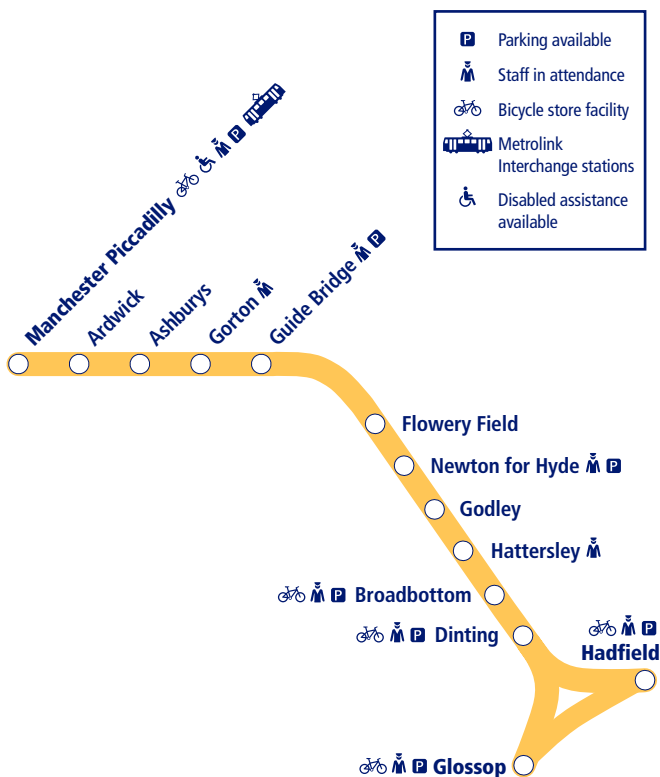 P Parking available
Staff in attendance
Bicycle store facility
Metrolink
Interchange stations
Disabled assistance
available
Manchester Piccadilly P
Ardwick
Ashburys
Gorton
Guide Bridge P
Flowery Field
Newton for Hyde P
Godley
Hattersley
P Broadbottom
P Dinting
P
Hadfield
P Glossop